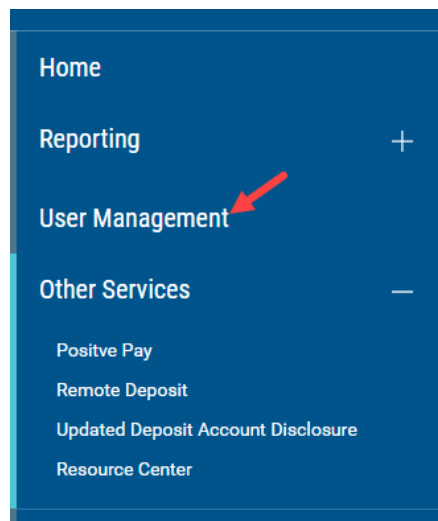 Home
Reporting
User Management
Other Services
Positve Pay
Remote Deposit
Updated Deposit Account Disclosure
Resource Center